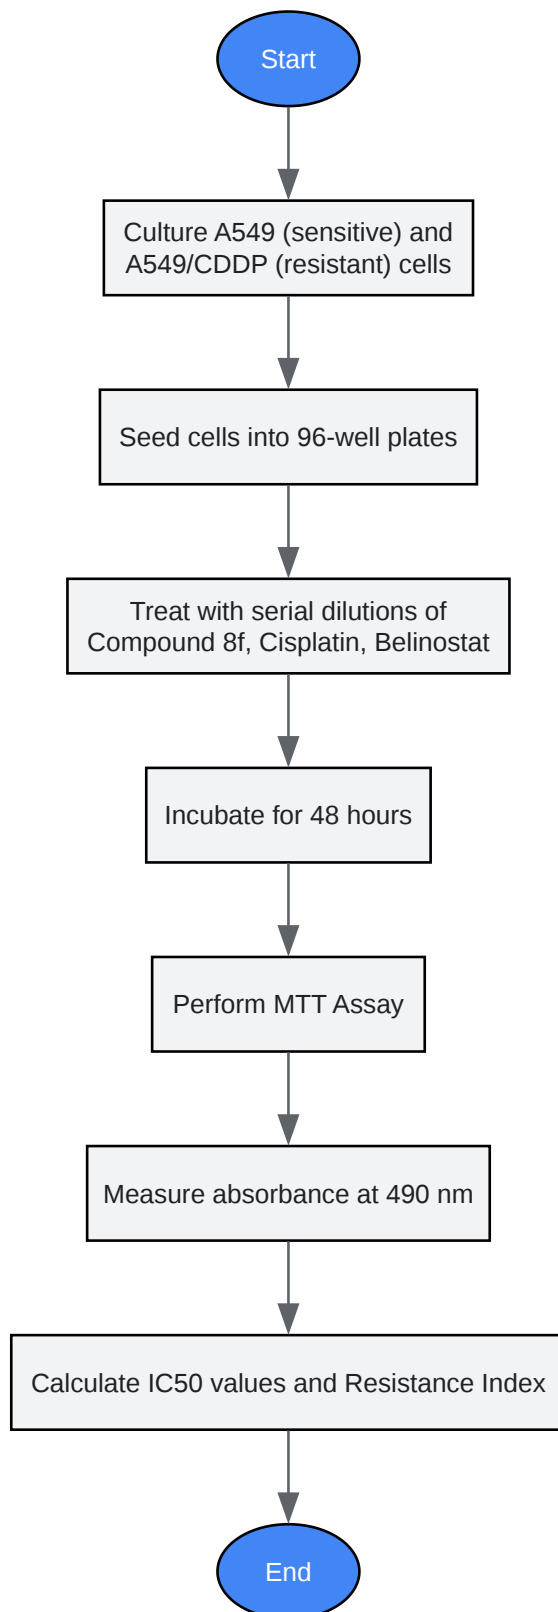 Start
Culture A549 (sensitive) and
A549/CDDP (resistant) cells
Seed cells into 96-well plates
Treat with serial dilutions of
Compound 8f, Cisplatin, Belinostat
Incubate for 48 hours
Perform MTT Assay
Measure absorbance at 490 nm
Calculate IC50 values and Resistance Index
End